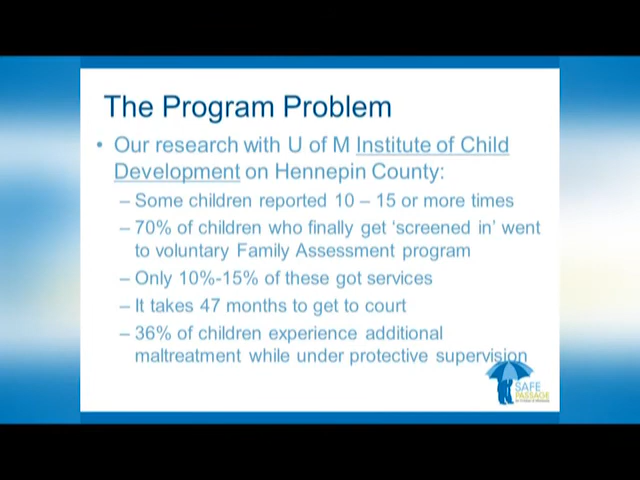 The Program Problem
• Our research with U of M Institute of Child
Development on Hennepin County:
– Some children reported 10 – 15 or more times
– 70% of children who finally get ‘screened in’ went
to voluntary Family Assessment program
– Only 10%-15% of these got services
– It takes 47 months to get to court
– 36% of children experience additional
maltreatment while under protective supervision
SAFE
PASSAGE